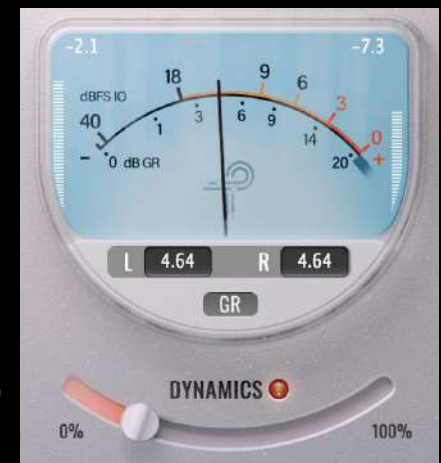 -2.1 -7.3
18 9 6
dBFS IO 3
40 1 3 6 9 14 0
- 0 dB GR 20 +
L 4.64 R 4.64
GR
DYNAMICS
0% 100%